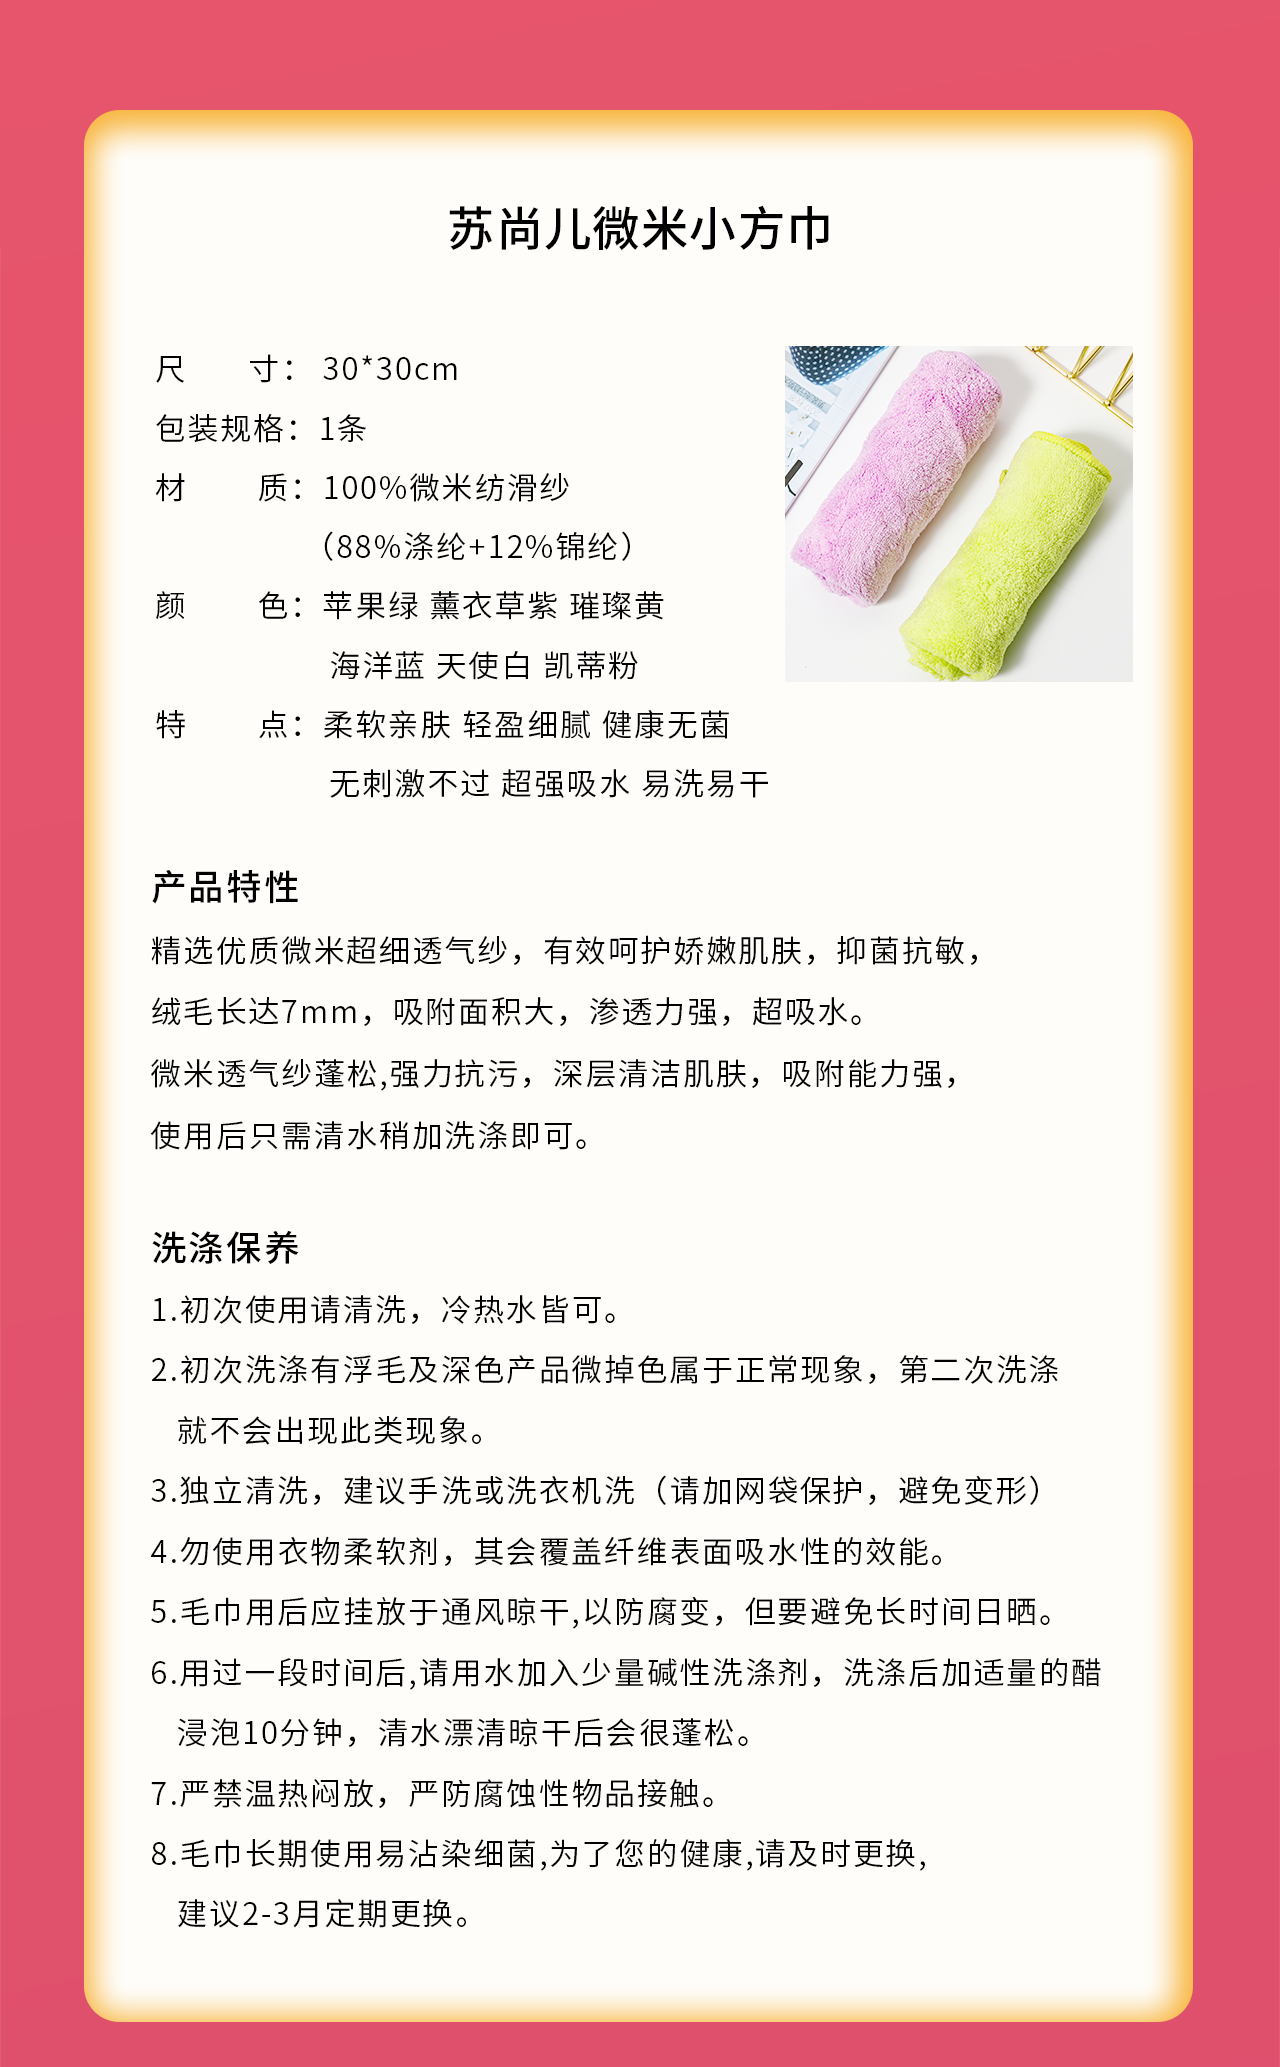 苏尚儿微米小方巾
尺 寸： 30*30cm
包装规格：1条
材 质：100%微米纺滑纱
（88%涤纶+12%锦纶）
颜 色：苹果绿 薰衣草紫 璀璨黄
海洋蓝 天使白 凯蒂粉
特 点：柔软亲肤 轻盈细腻 健康无菌
无刺激不过 超强吸水 易洗易干
产品特性
精选优质微米超细透气纱，有效呵护娇嫩肌肤，抑菌抗敏，
绒毛长达7mm，吸附面积大，渗透力强，超吸水。
微米透气纱蓬松,强力抗污，深层清洁肌肤，吸附能力强，
使用后只需清水稍加洗涤即可。
洗涤保养
1.初次使用请清洗，冷热水皆可。
2.初次洗涤有浮毛及深色产品微掉色属于正常现象，第二次洗涤
就不会出现此类现象。
3.独立清洗，建议手洗或洗衣机洗（请加网袋保护，避免变形）
4.勿使用衣物柔软剂，其会覆盖纤维表面吸水性的效能。
5.毛巾用后应挂放于通风晾干,以防腐变，但要避免长时间日晒。
6.用过一段时间后,请用水加入少量碱性洗涤剂，洗涤后加适量的醋
浸泡10分钟，清水漂清晾干后会很蓬松。
7.严禁温热闷放，严防腐蚀性物品接触。
8.毛巾长期使用易沾染细菌,为了您的健康,请及时更换,
建议2-3月定期更换。